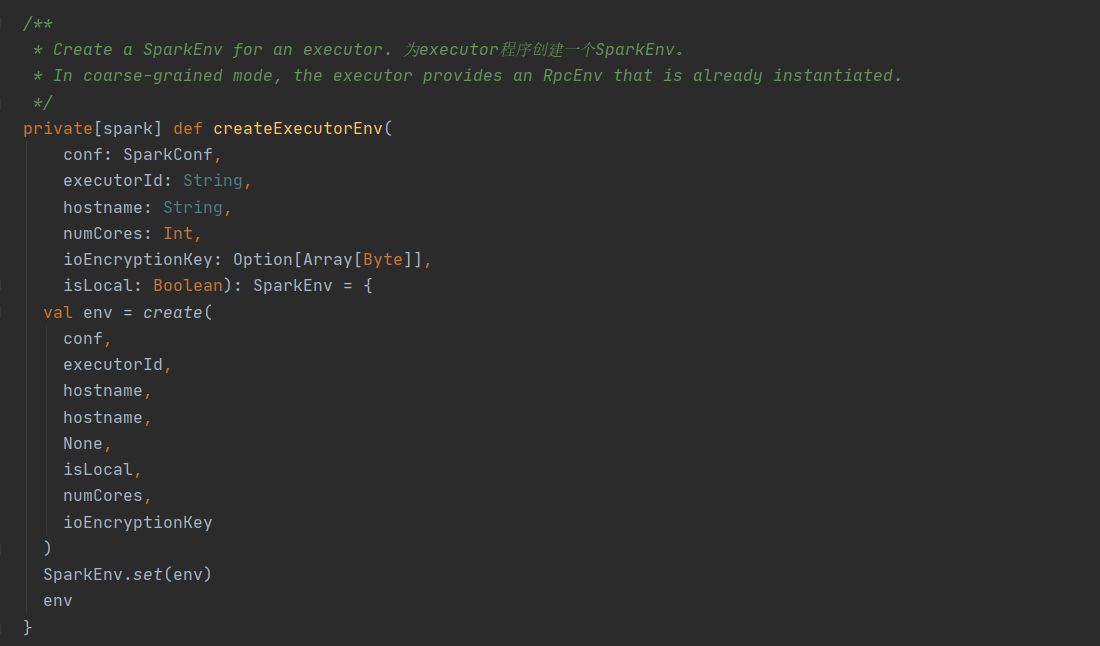 /**
 * Create a SparkEnv for an executor. 为executor程序创建一个SparkEnv。
 * In coarse-grained mode, the executor provides an RpcEnv that is already instantiated.
 */
private[spark] def createExecutorEnv(
    conf: SparkConf,
    executorId: String,
    hostname: String,
    numCores: Int,
    ioEncryptionKey: Option[Array[Byte]],
    isLocal: Boolean): SparkEnv = {
  val env = create(
    conf,
    executorId,
    hostname,
    hostname,
    None,
    isLocal,
    numCores,
    ioEncryptionKey
  )
  SparkEnv.set(env)
  env
}